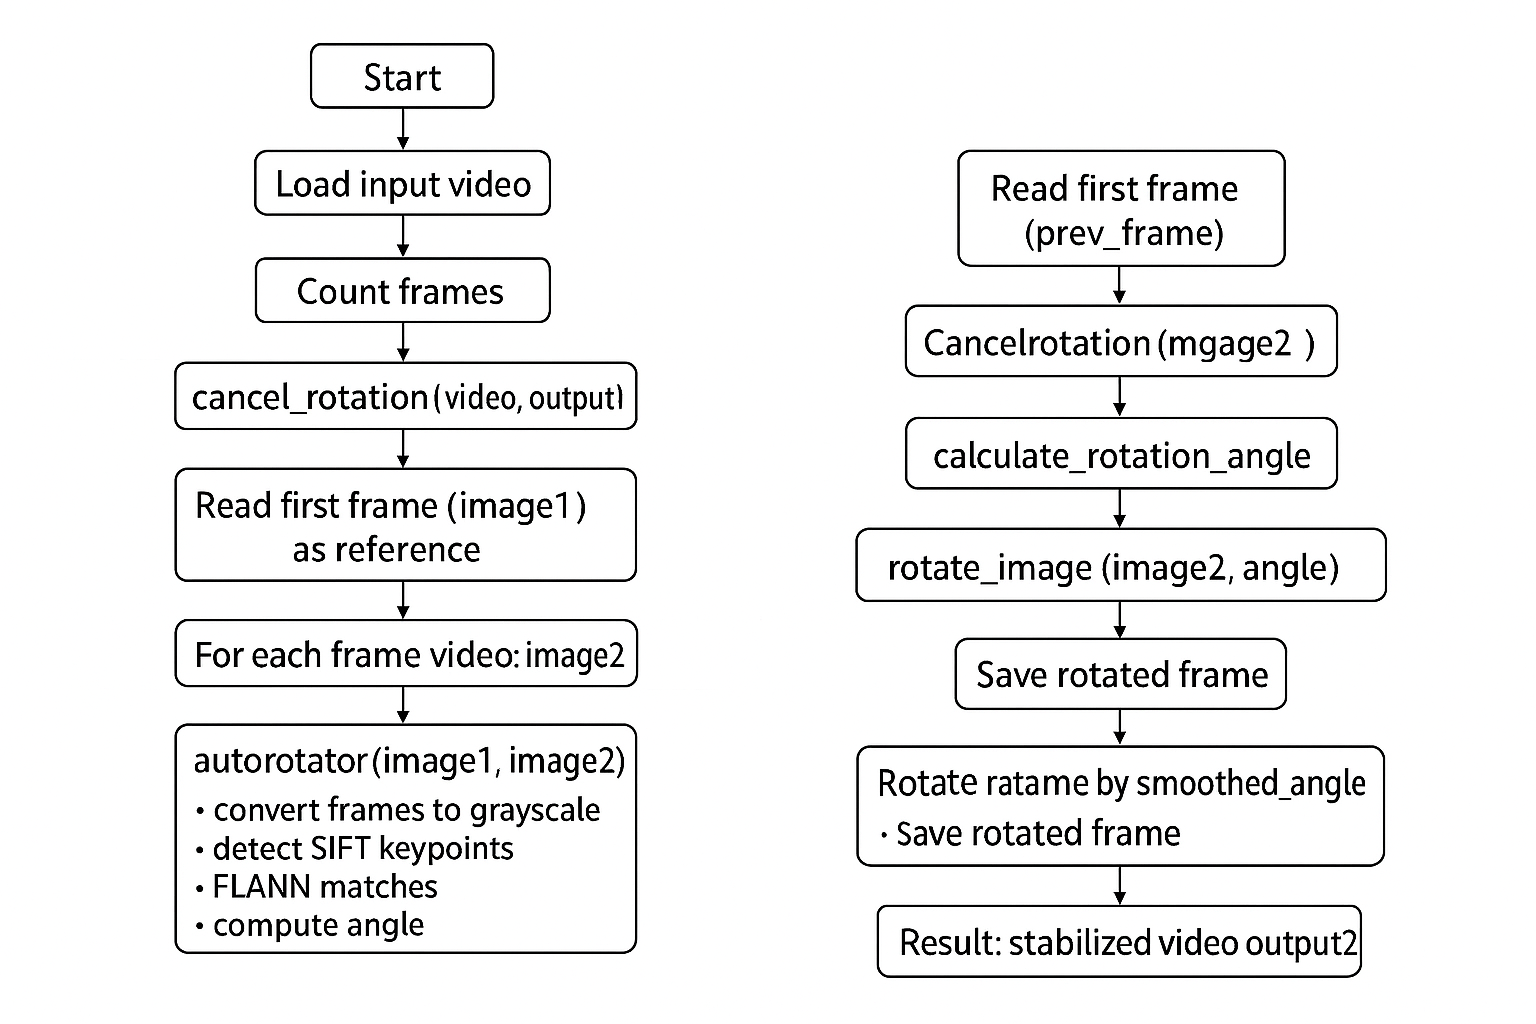 Start
Load input video
Count frames
cancel_rotation (video, output)
Read first frame (image1)
as reference
For each frame video: image2
autorotator (image1, image2)
• convert frames to grayscale
• detect SIFT keypoints
• FLANN matches
• compute angle
Read first frame
(prev_frame)
Cancelrotation (mgage2 )
calculate_rotation_angle
rotate_image (image2, angle)
Save rotated frame
Rotate ratame by smoothed_angle
• Save rotated frame
Result: stabilized video output2